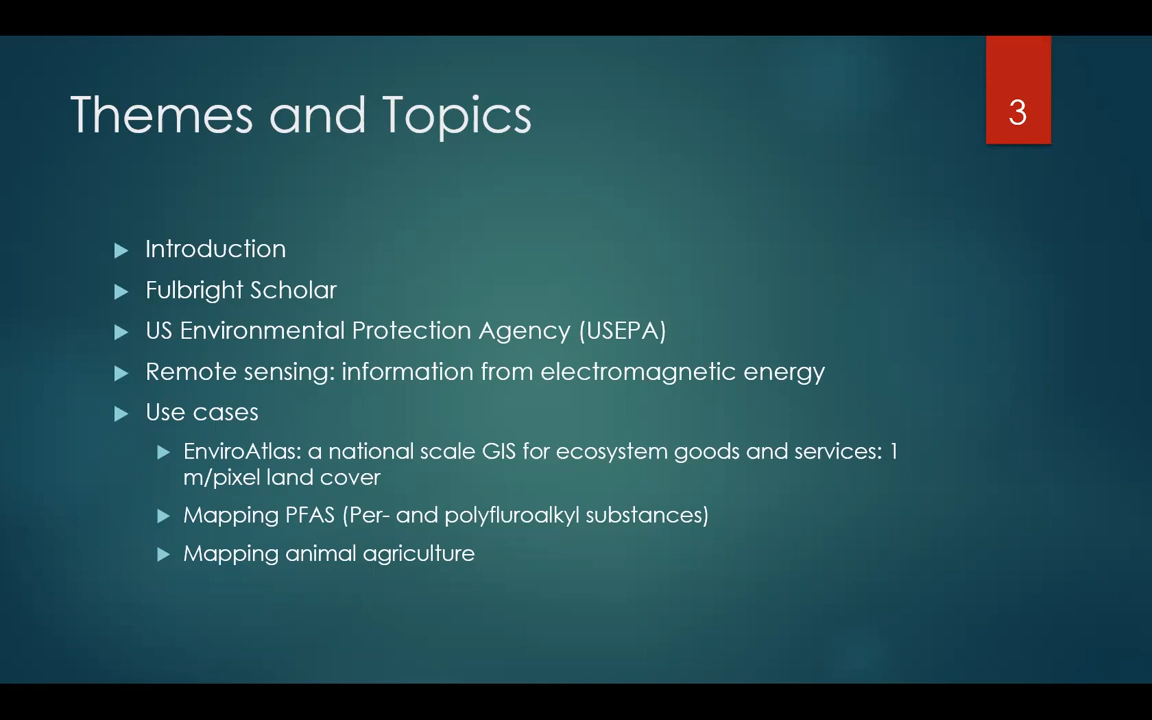 Themes and Topics
3
Introduction
Fulbright Scholar
US Environmental Protection Agency (USEPA)
Remote sensing: information from electromagnetic energy
Use cases
EnviroAtlas: a national scale GIS for ecosystem goods and services: 1
m/pixel land cover
Mapping PFAS (Per- and polyfluroalkyl substances)
Mapping animal agriculture